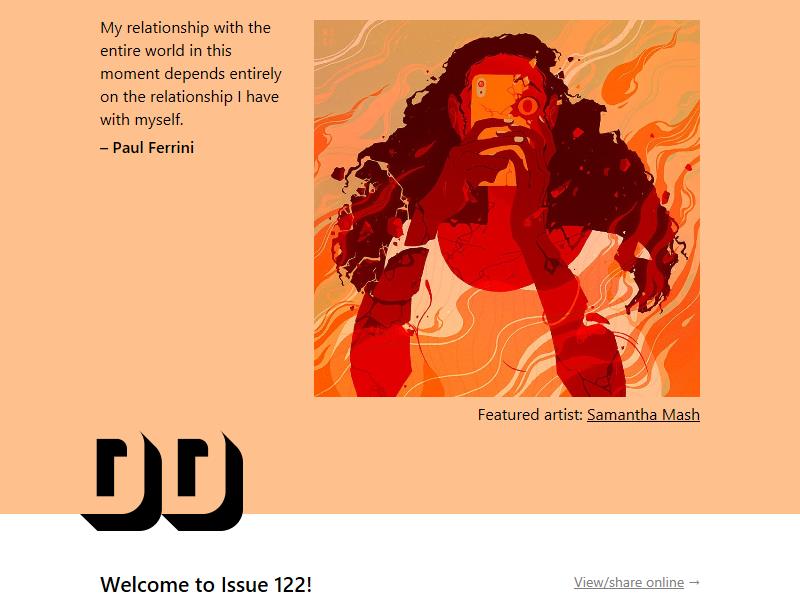 My relationship with the
entire world in this
moment depends entirely
on the relationship I have
with myself.
– Paul Ferrini
Featured artist: Samantha Mash
DD
Welcome to Issue 122!
View/share online →